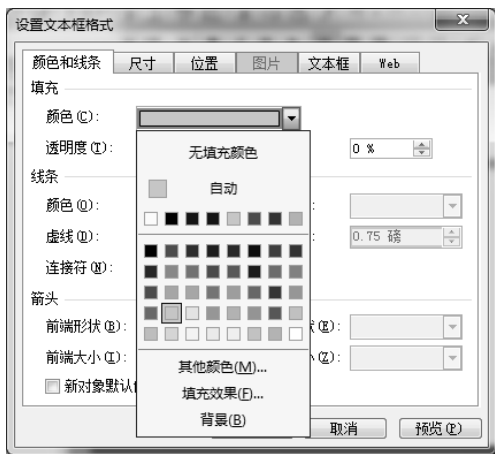 设置文本框格式
颜色和线条 尺寸 位置 图片 文本框 Web
填充
颜色(C):
透明度(T): 0 %
无填充颜色
自动
线条
颜色(O): :
虚线(D): : 0.75 磅
连接符(N):
箭头
前端形状(B): 状(E):
前端大小(I): 小(Z):
其他颜色(M)...
新对象默认
填充效果(F)...
背景(B)
取消 预览(P)